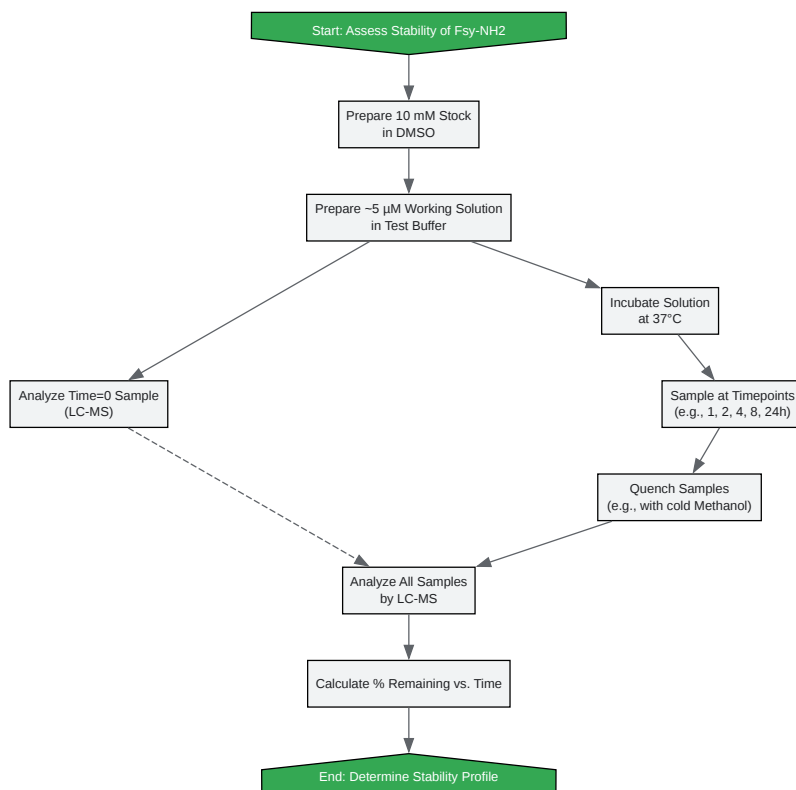 Start: Assess Stability of Fsy-NH2
Prepare 10 mM Stock
in DMSO
Prepare ~5 µM Working Solution
in Test Buffer
Incubate Solution
at 37°C
Analyze Time=0 Sample
(LC-MS)
Sample at Timepoints
(e.g., 1, 2, 4, 8, 24h)
Quench Samples
(e.g., with cold Methanol)
Analyze All Samples
by LC-MS
Calculate % Remaining vs. Time
End: Determine Stability Profile